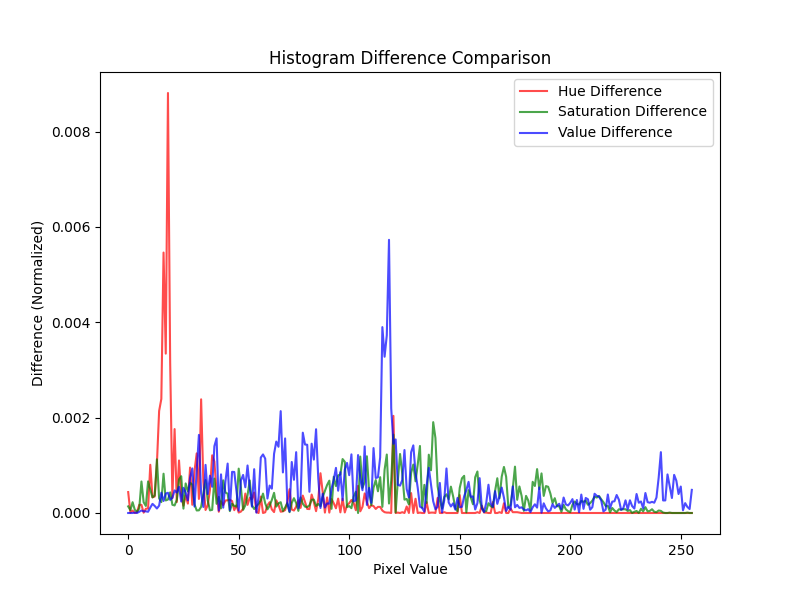 Histogram Difference Comparison
Hue Difference
Saturation Difference
Value Difference
Difference (Normalized)
0.008
0.006
0.004
0.002
0.000
0
50
100
150
200
250
Pixel Value